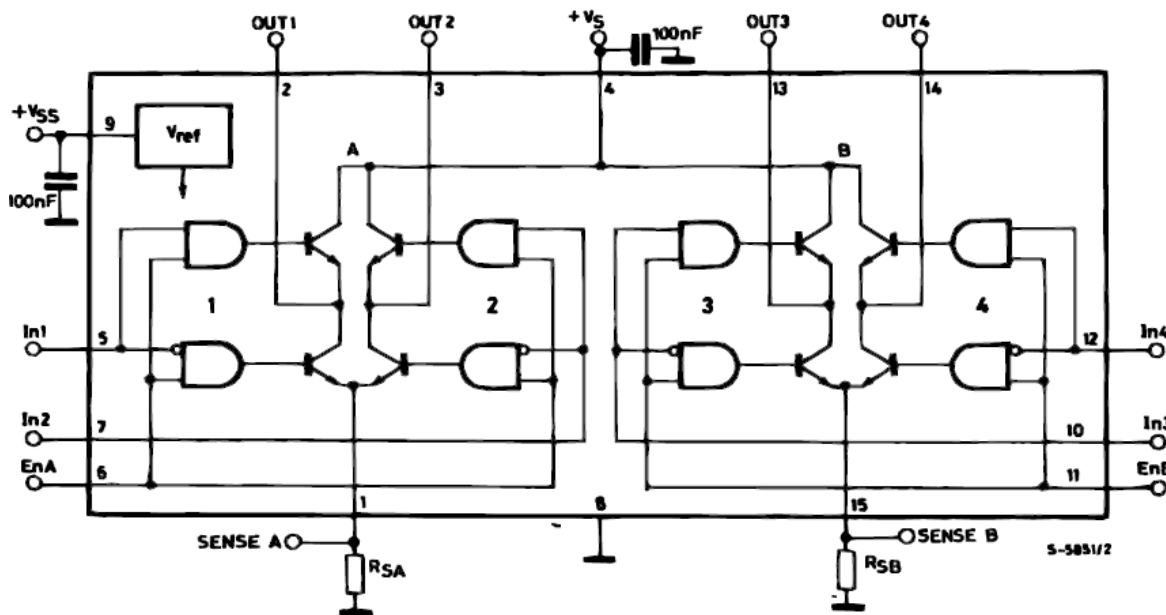 OUT1 OUT2 +VS 100nF OUT3 OUT4
2 3 4 13 14
+VSS 9 Vref
A B
100nF
1 2 3 4
In1 5 12 In4
In2 7 10 In3
EnA 6 11 EnB
1 8 15
SENSE A SENSE B
S-5851/2
RSA RSB